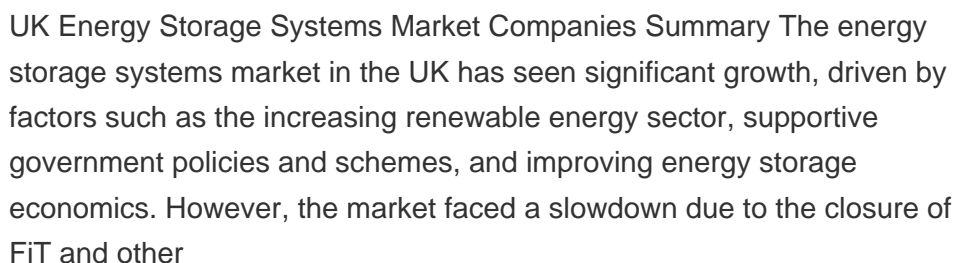 UK Energy Storage Systems Market Companies Summary The energy
storage systems market in the UK has seen significant growth, driven by
factors such as the increasing renewable energy sector, supportive
government policies and schemes, and improving energy storage
economics. However, the market faced a slowdown due to the closure of
FiT and other